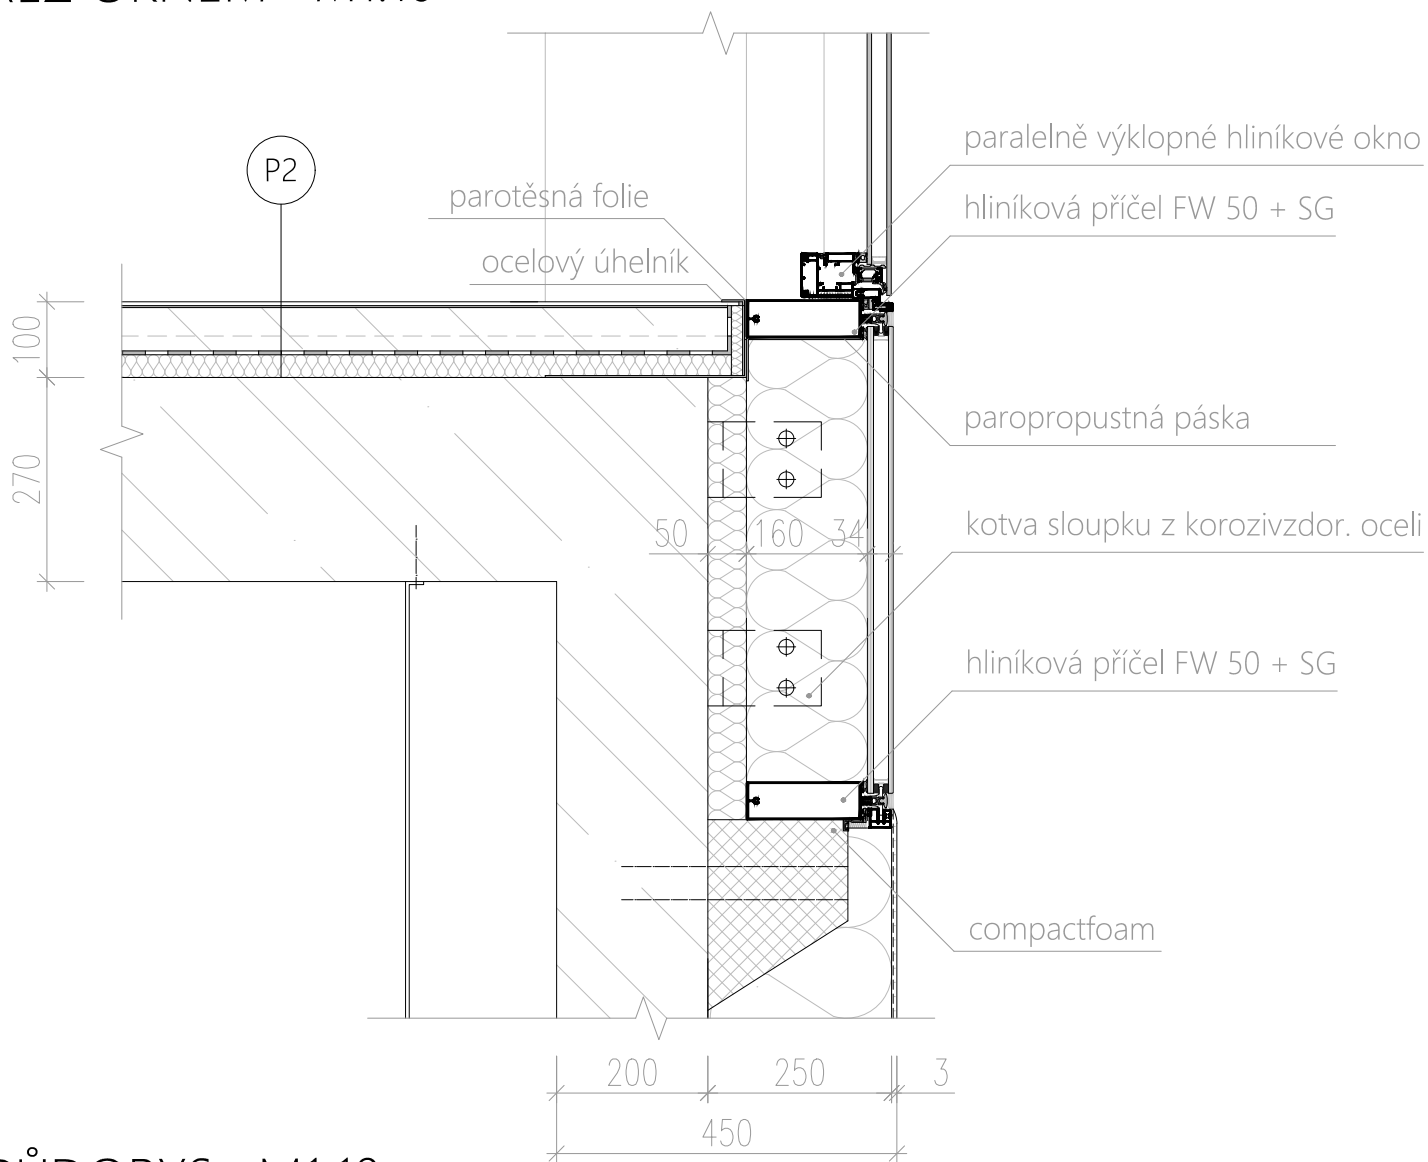 paralelně výklopné hliníkové okno
P2
parotěsná folie
hliníková příčel FW 50 + SG
ocelový úhelník
100
paropropustná páska
270
50 160 34
kotva sloupku z korozivzdor. oceli
hliníková příčel FW 50 + SG
compactfoam
200 250 3
450